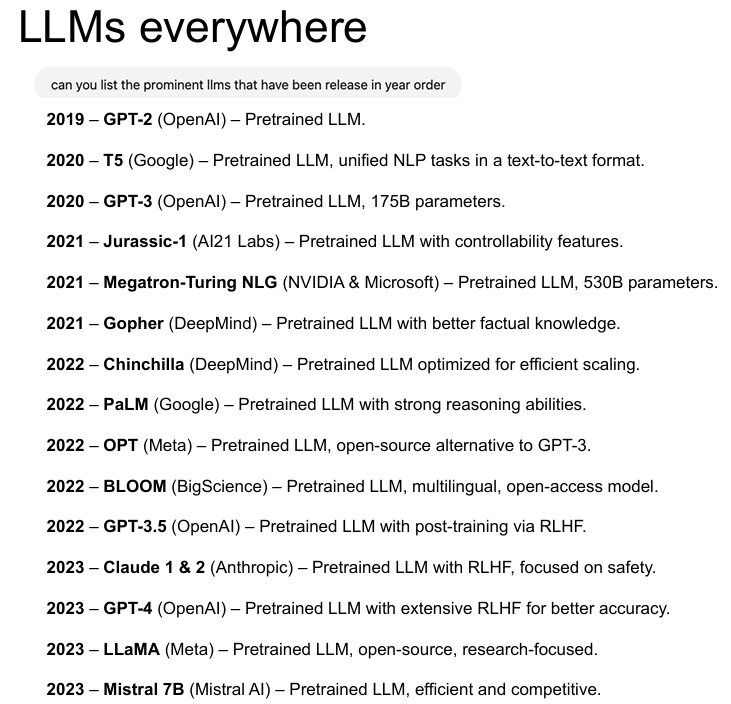 LLMs everywhere
can you list the prominent llms that have been release in year order
2019 – GPT-2 (OpenAI) – Pretrained LLM.
2020 – T5 (Google) – Pretrained LLM, unified NLP tasks in a text-to-text format.
2020 – GPT-3 (OpenAI) – Pretrained LLM, 175B parameters.
2021 – Jurassic-1 (AI21 Labs) – Pretrained LLM with controllability features.
2021 – Megatron-Turing NLG (NVIDIA & Microsoft) – Pretrained LLM, 530B parameters.
2021 – Gopher (DeepMind) – Pretrained LLM with better factual knowledge.
2022 – Chinchilla (DeepMind) – Pretrained LLM optimized for efficient scaling.
2022 – PaLM (Google) – Pretrained LLM with strong reasoning abilities.
2022 – OPT (Meta) – Pretrained LLM, open-source alternative to GPT-3.
2022 – BLOOM (BigScience) – Pretrained LLM, multilingual, open-access model.
2022 – GPT-3.5 (OpenAI) – Pretrained LLM with post-training via RLHF.
2023 – Claude 1 & 2 (Anthropic) – Pretrained LLM with RLHF, focused on safety.
2023 – GPT-4 (OpenAI) – Pretrained LLM with extensive RLHF for better accuracy.
2023 – LLaMA (Meta) – Pretrained LLM, open-source, research-focused.
2023 – Mistral 7B (Mistral AI) – Pretrained LLM, efficient and competitive.